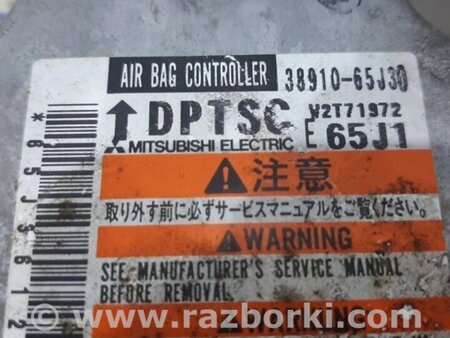 AIR BAG CONTROLLER 38910-65J30
DPTSC W2T71972
MITSUBISHI ELECTRIC E 65J1
注意
取り外す前に必ずサービスマニュアルをご覧ください。
WARNING
SEE MANUFACTURER'S SERVICE MANUAL
BEFORE REMOVAL.
*65J3612
www.razborki.com